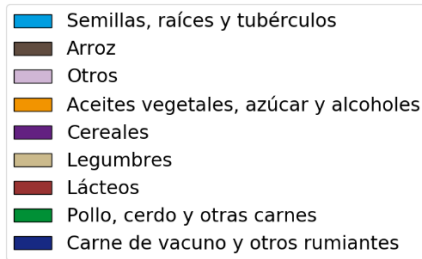 Semillas, raíces y tubérculos
Arroz
Otros
Aceites vegetales, azúcar y alcoholes
Cereales
Legumbres
Lácteos
Pollo, cerdo y otras carnes
Carne de vacuno y otros rumiantes